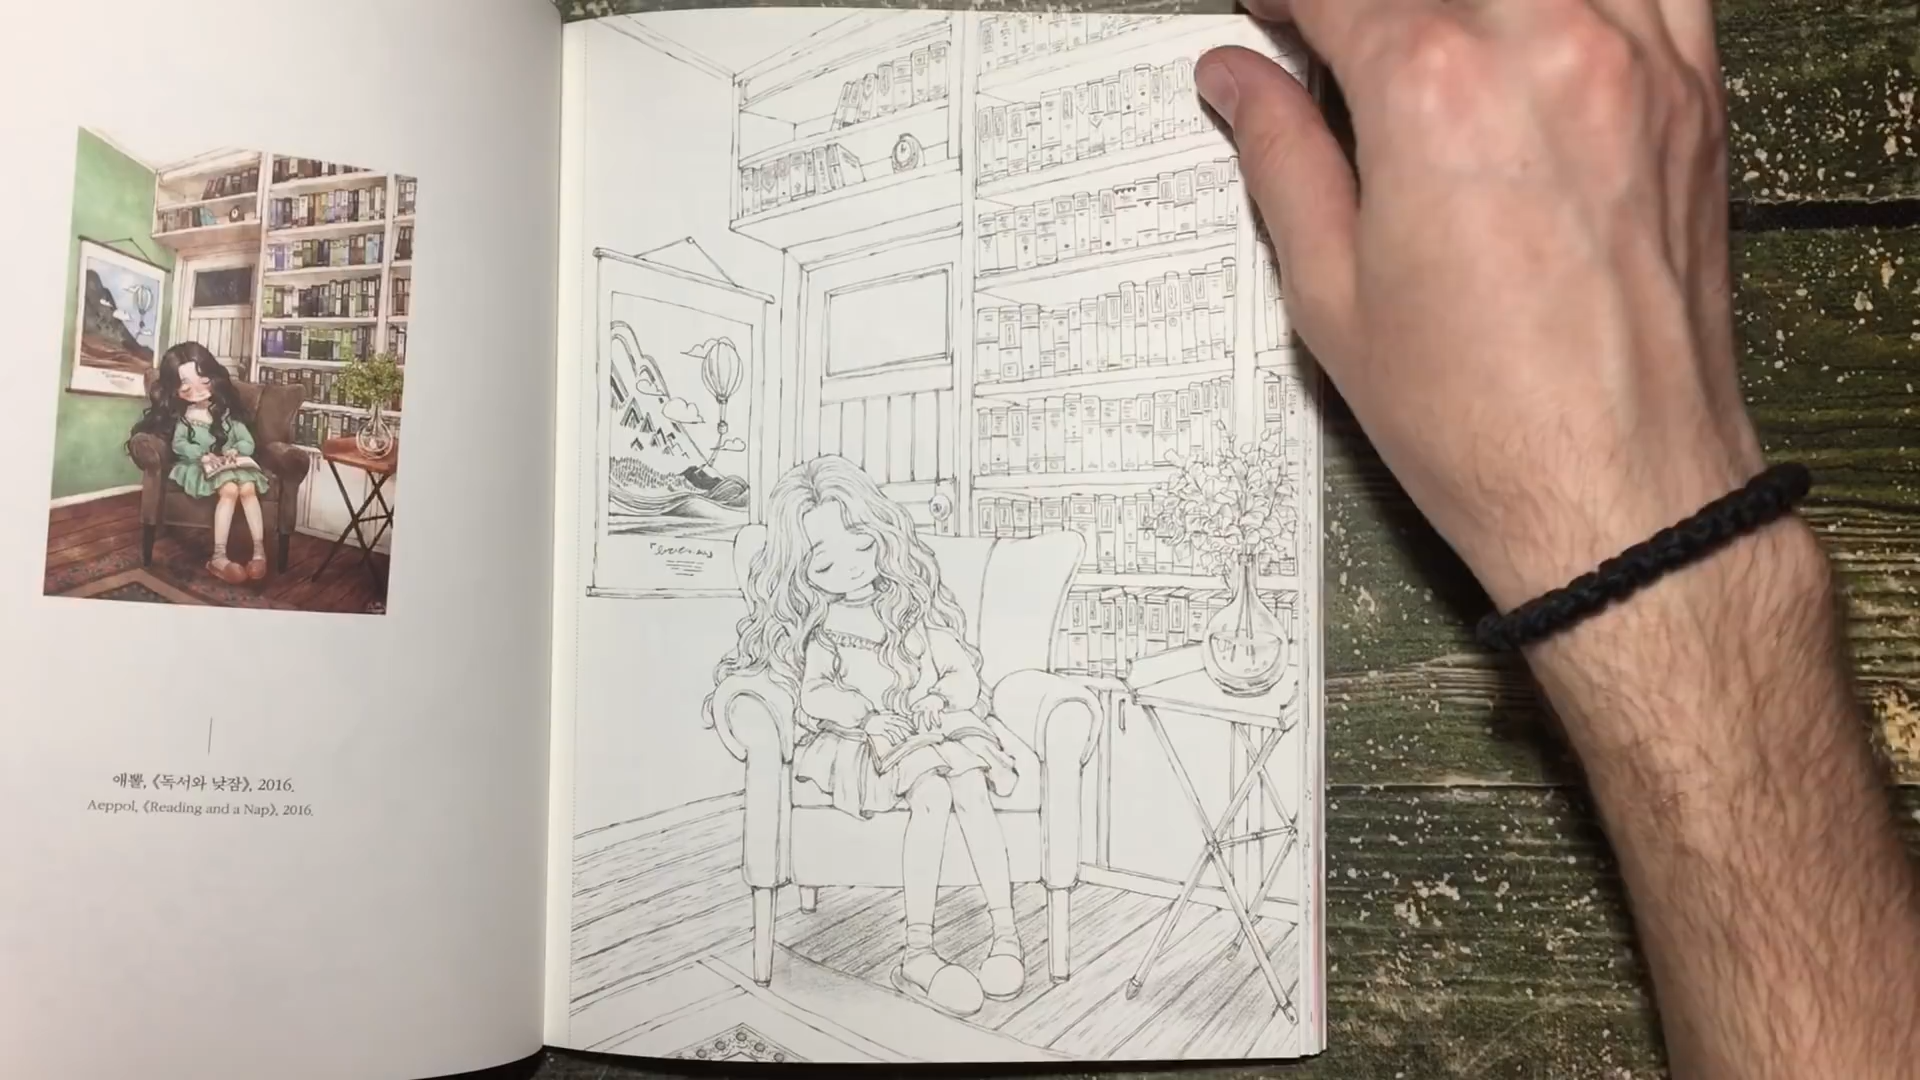 애뽈, 《독서와 낮잠》, 2016.
Aeppol, 《Reading and a Nap》, 2016.